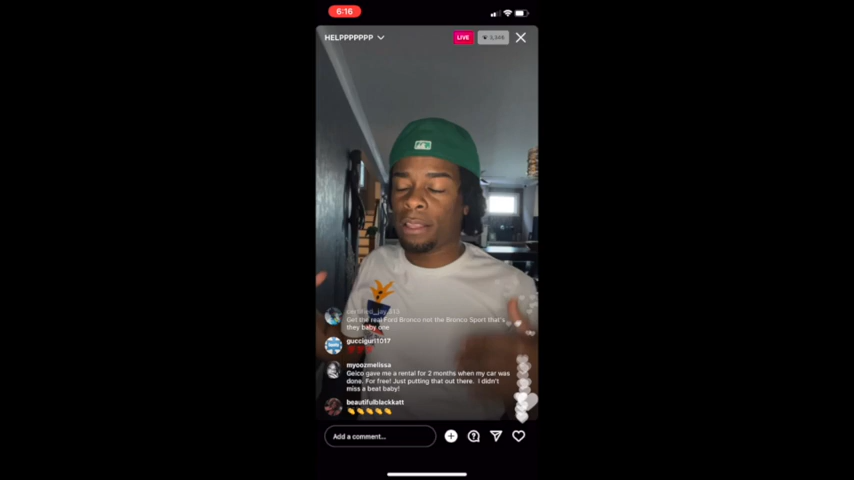 6:16
HELPPPPPPP
LIVE
Get the real Ford Bronco not the Bronco Sport that's
they baby one
guccigurl1017
myoozmelissa
Geico gave me a rental for 2 months when my car was
done. For free! Just putting that out there. I didn't
miss a beat baby!
beautifulblackkatt
Add a comment...